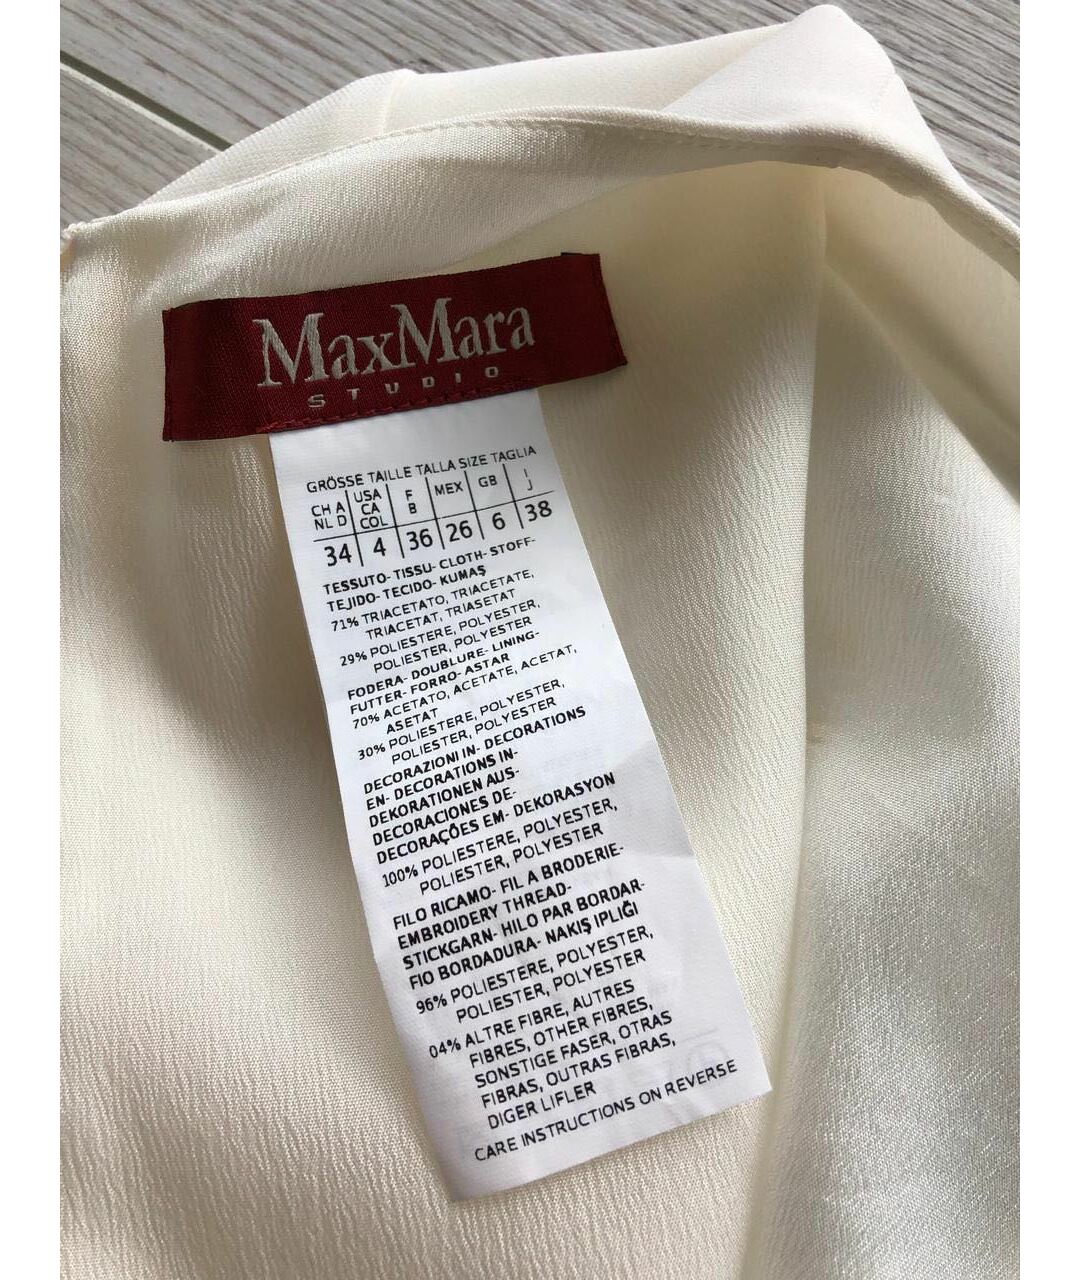 MaxMara
STUDIO
GRÖSSE TAILLE TALLA SIZE TAGLIA
CH A USA F MEX GB I
NL D CA B J
COL
34 4 36 26 6 38
TESSUTO- TISSU- CLOTH- STOFF-
TEJIDO- TECIDO- KUMAŞ
71% TRIACETATO, TRIACETATE,
TRIACETAT, TRIASETAT
29% POLIESTERE, POLYESTER,
POLIESTER, POLYESTER
FODERA- DOUBLURE- LINING-
FUTTER- FORRO- ASTAR
70% ACETATO, ACETATE, ACETAT,
ASETAT
30% POLIESTERE, POLYESTER,
POLIESTER, POLYESTER
DECORAZIONI IN- DECORATIONS
EN- DECORATIONS IN-
DEKORATIONEN AUS-
DECORACIONES DE-
DECORAÇÕES EM- DEKORASYON
100% POLIESTERE, POLYESTER,
POLIESTER, POLYESTER
FILO RICAMO- FIL A BRODERIE-
EMBROIDERY THREAD-
STICKGARN- HILO PAR BORDAR-
FIO BORDADURA- NAKIŞ IPLIĞI
96% POLIESTERE, POLYESTER,
POLIESTER, POLYESTER
04% ALTRE FIBRE, AUTRES
FIBRES, OTHER FIBRES,
SONSTIGE FASER, OTRAS
FIBRAS, OUTRAS FIBRAS,
DIGER LIFLER
CARE INSTRUCTIONS ON REVERSE